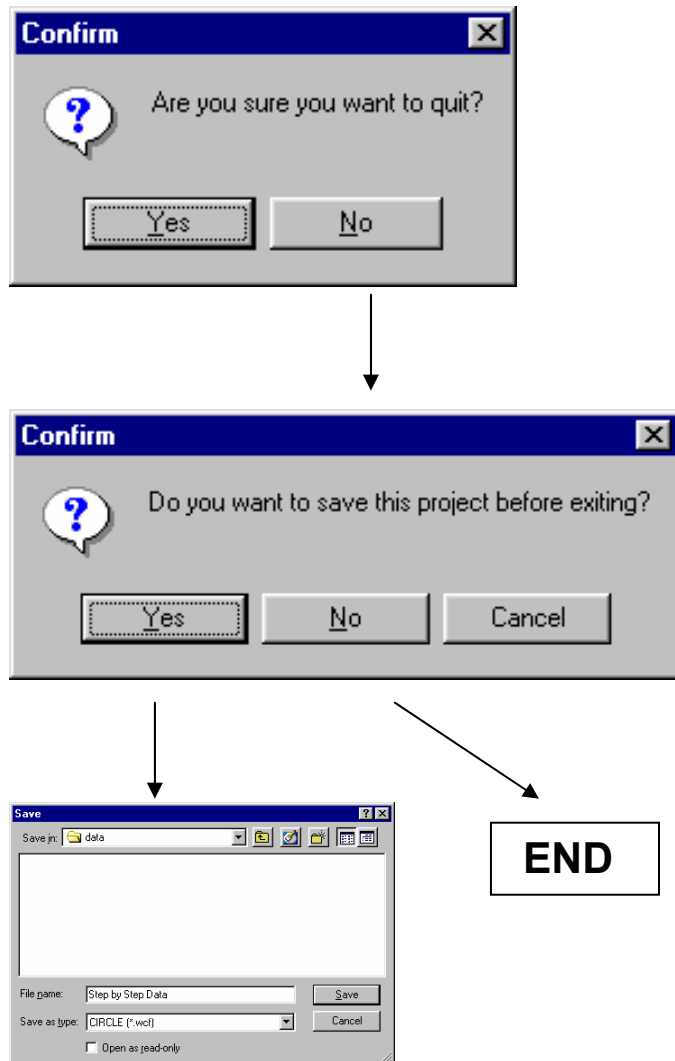 Confirm
Are you sure you want to quit?
Yes No
Confirm
Do you want to save this project before exiting?
Yes No Cancel
Save
Save in: data
END
File name: Step by Step Data Save
Save as type: CIRCLE (*.wcf) Cancel
Open as read-only